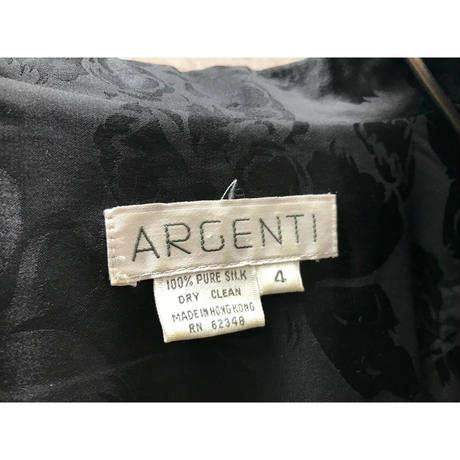 ARGENTI
100% PURE SILK
4
DRY CLEAN
MADE IN HONG KONG
RN 62348